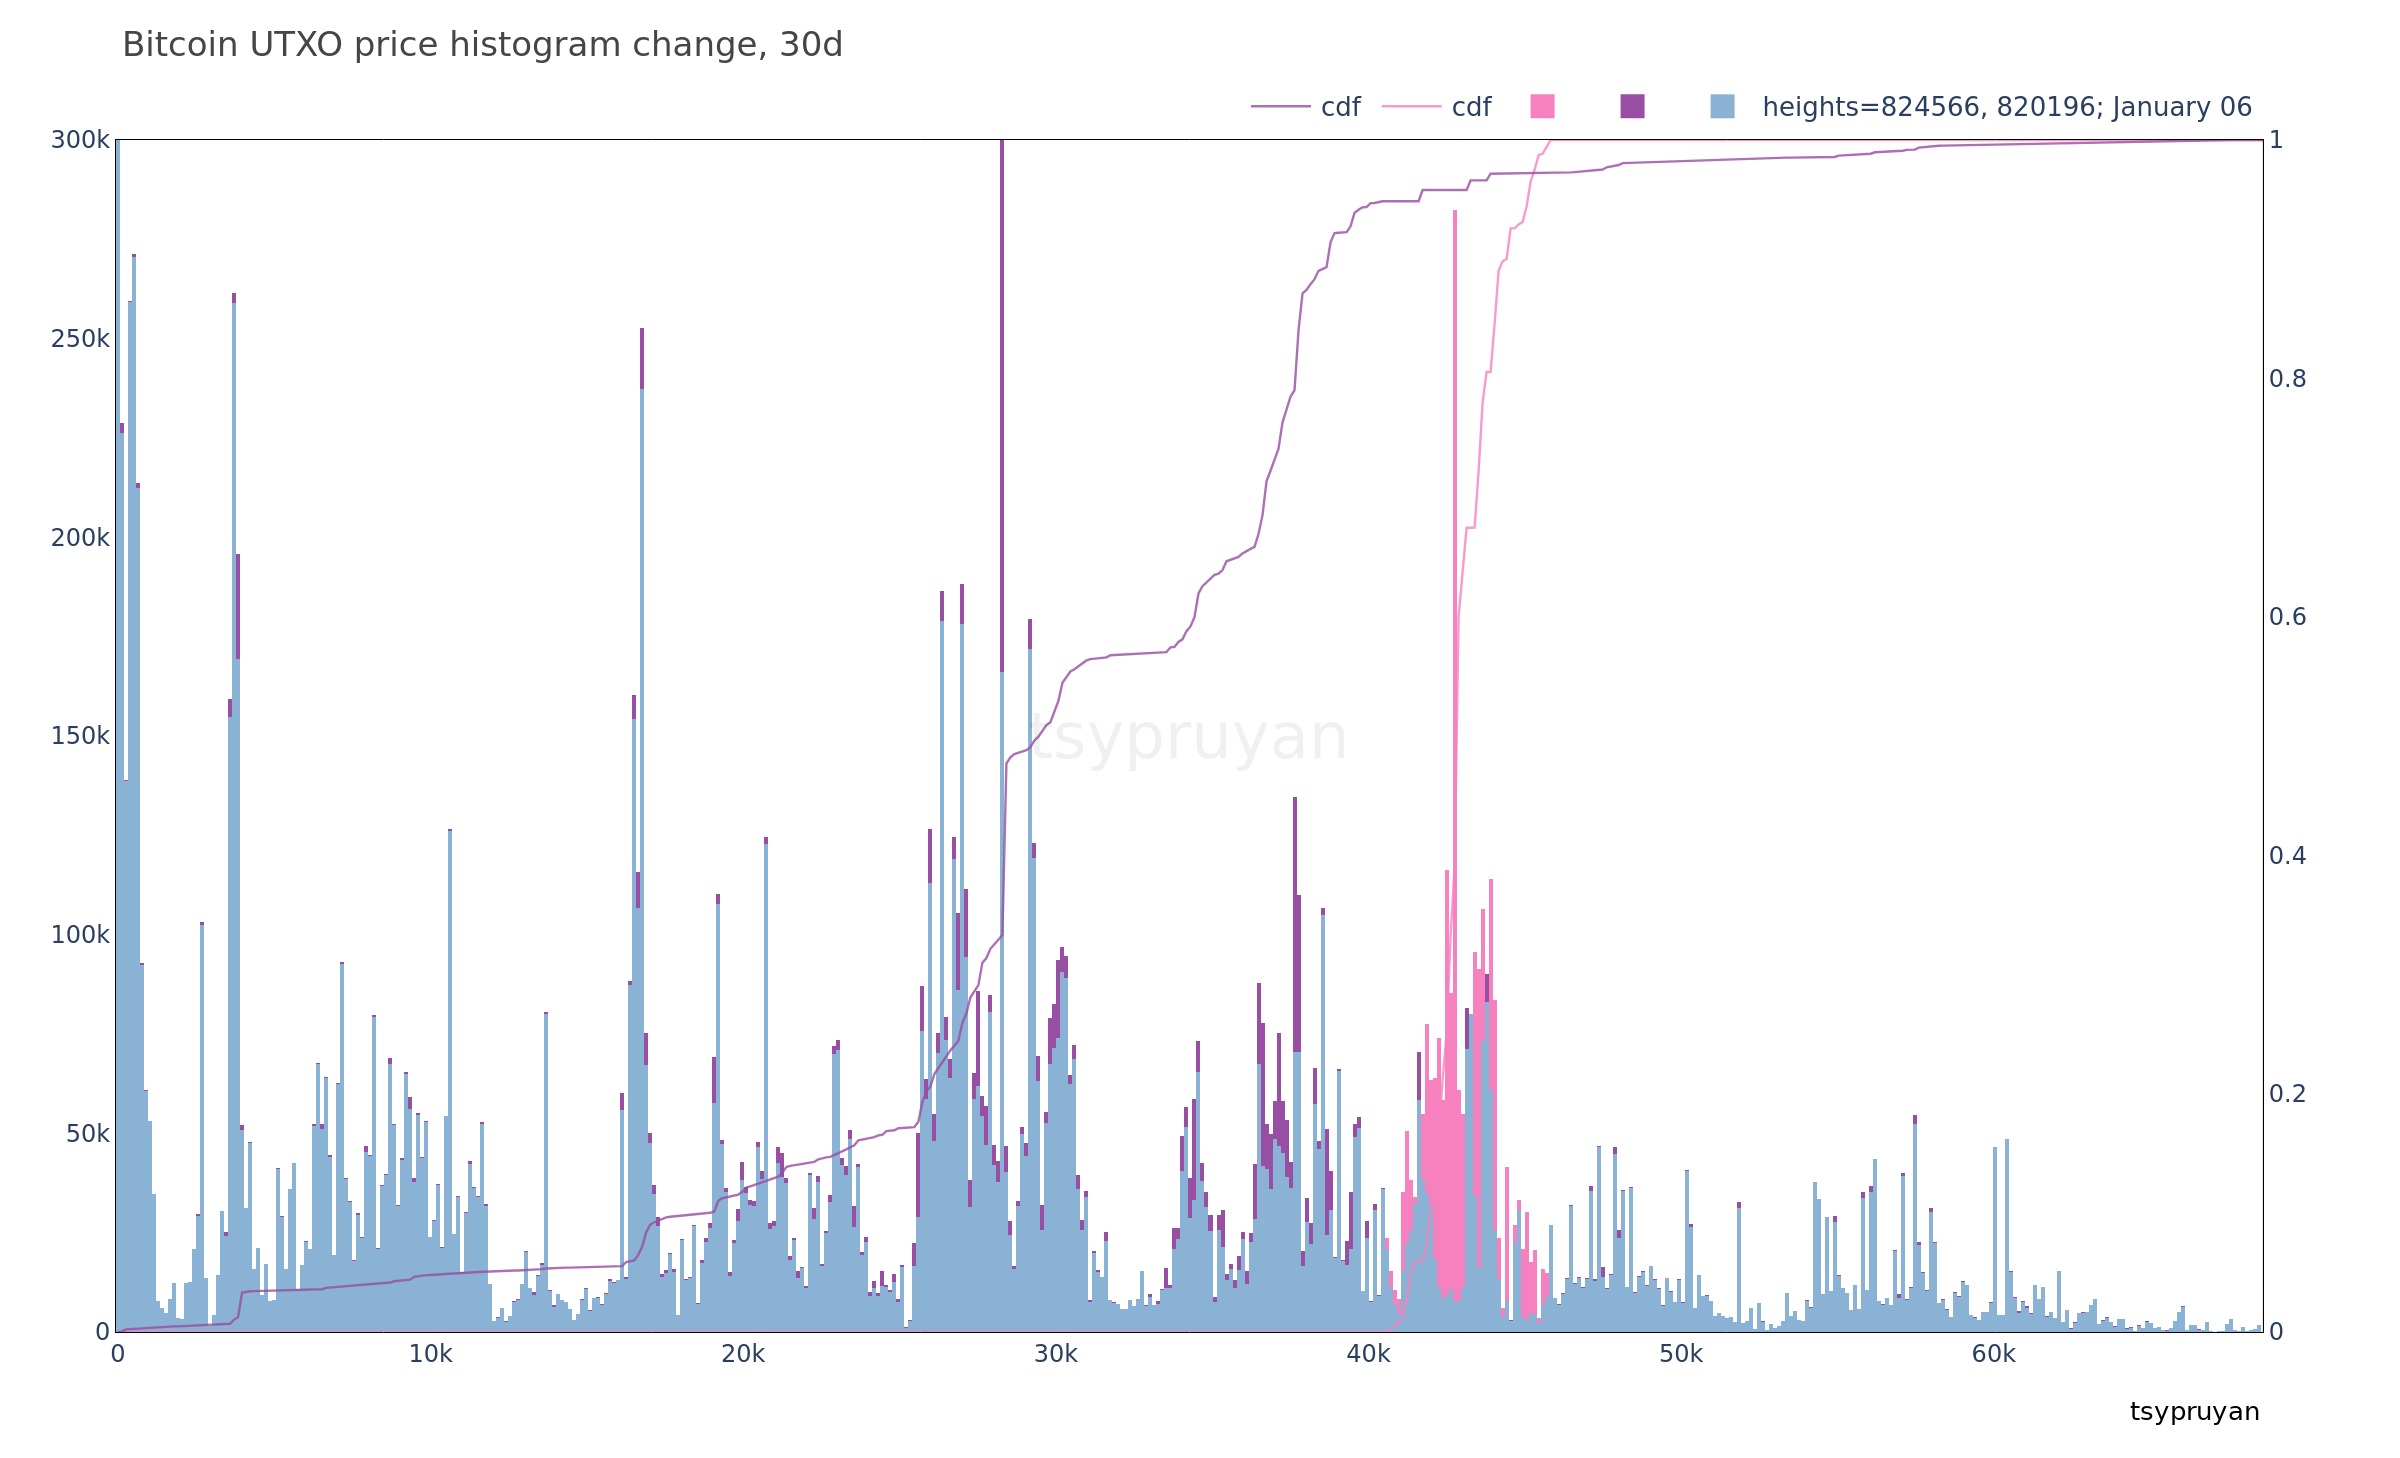 Bitcoin UTXO price histogram change, 30d
cdf cdf heights=824566, 820196; January 06
300k
250k
200k
150k
100k
50k
0
1
0.8
0.6
0.4
0.2
0
tsypruyan
0 10k 20k 30k 40k 50k 60k
tsypruyan